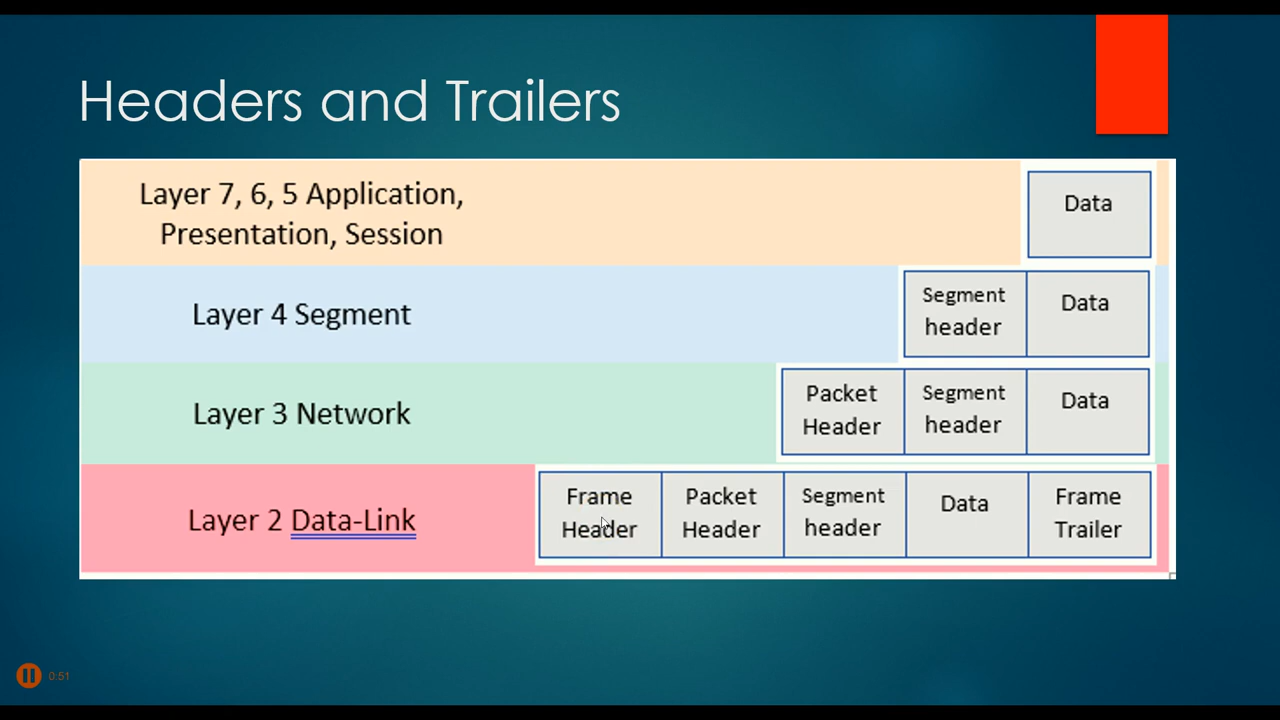 Headers and Trailers
Layer 7, 6, 5 Application,
Presentation, Session
Data
Layer 4 Segment
Segment
header
Data
Layer 3 Network
Packet
Header
Segment
header
Data
Layer 2 Data-Link
Frame
Header
Packet
Header
Segment
header
Data
Frame
Trailer
0:51